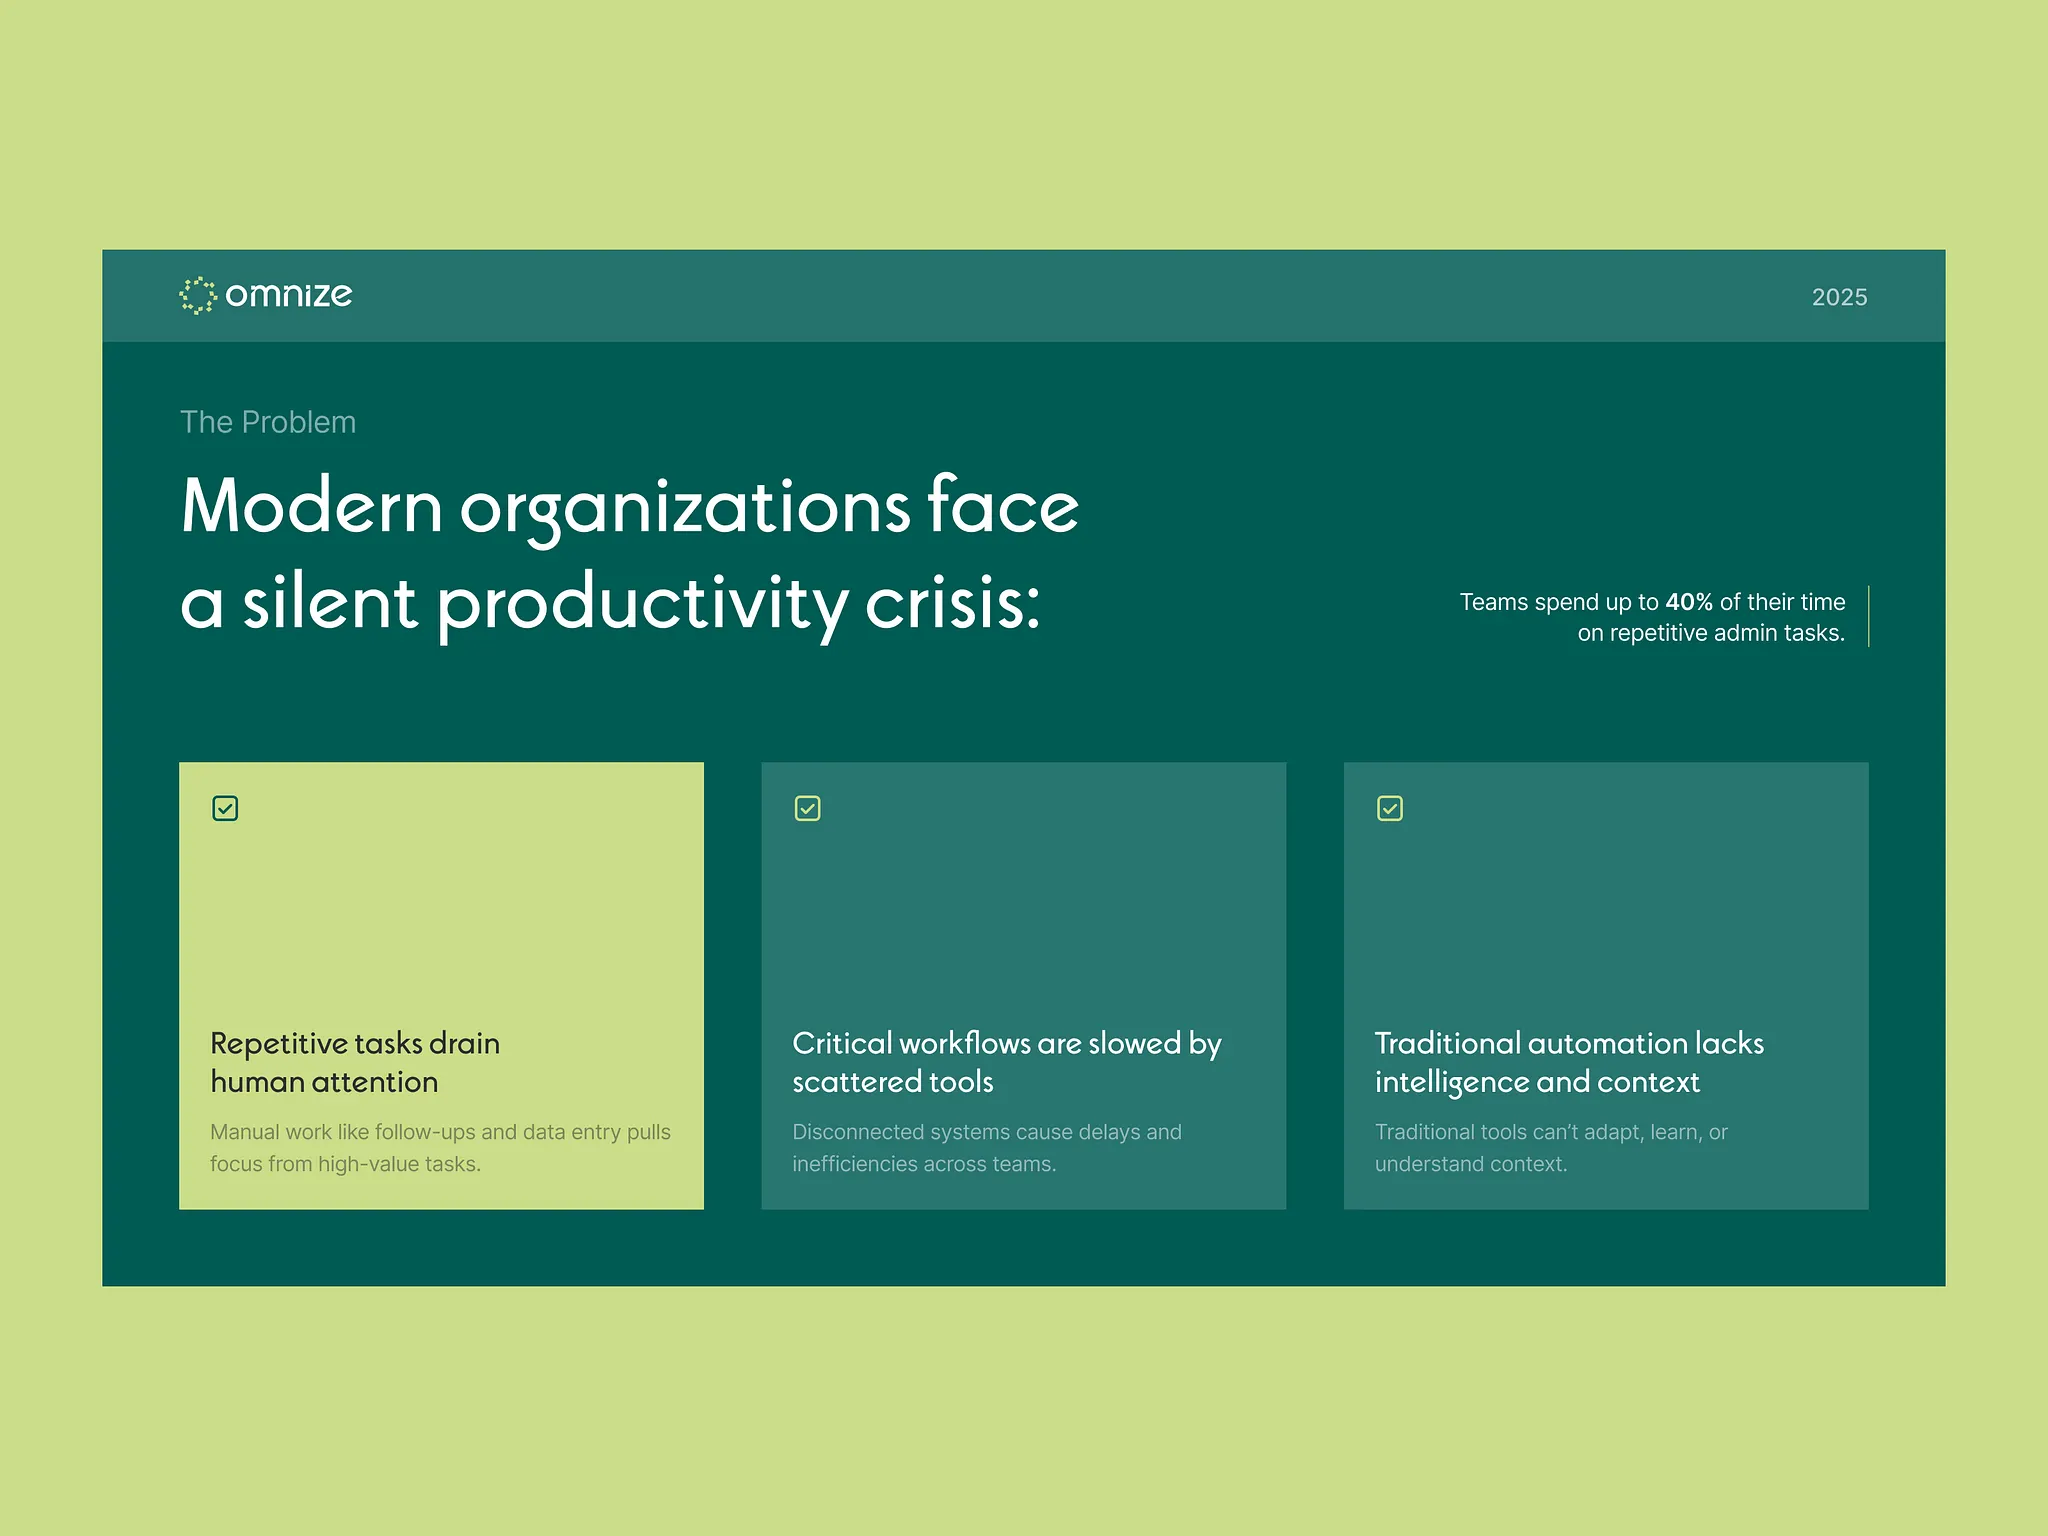 omnize
2025
The Problem
Modern organizations face
a silent productivity crisis:
Teams spend up to 40% of their time
on repetitive admin tasks.
Repetitive tasks drain
human attention
Manual work like follow-ups and data entry pulls
focus from high-value tasks.
Critical workflows are slowed by
scattered tools
Disconnected systems cause delays and
inefficiencies across teams.
Traditional automation lacks
intelligence and context
Traditional tools can’t adapt, learn, or
understand context.